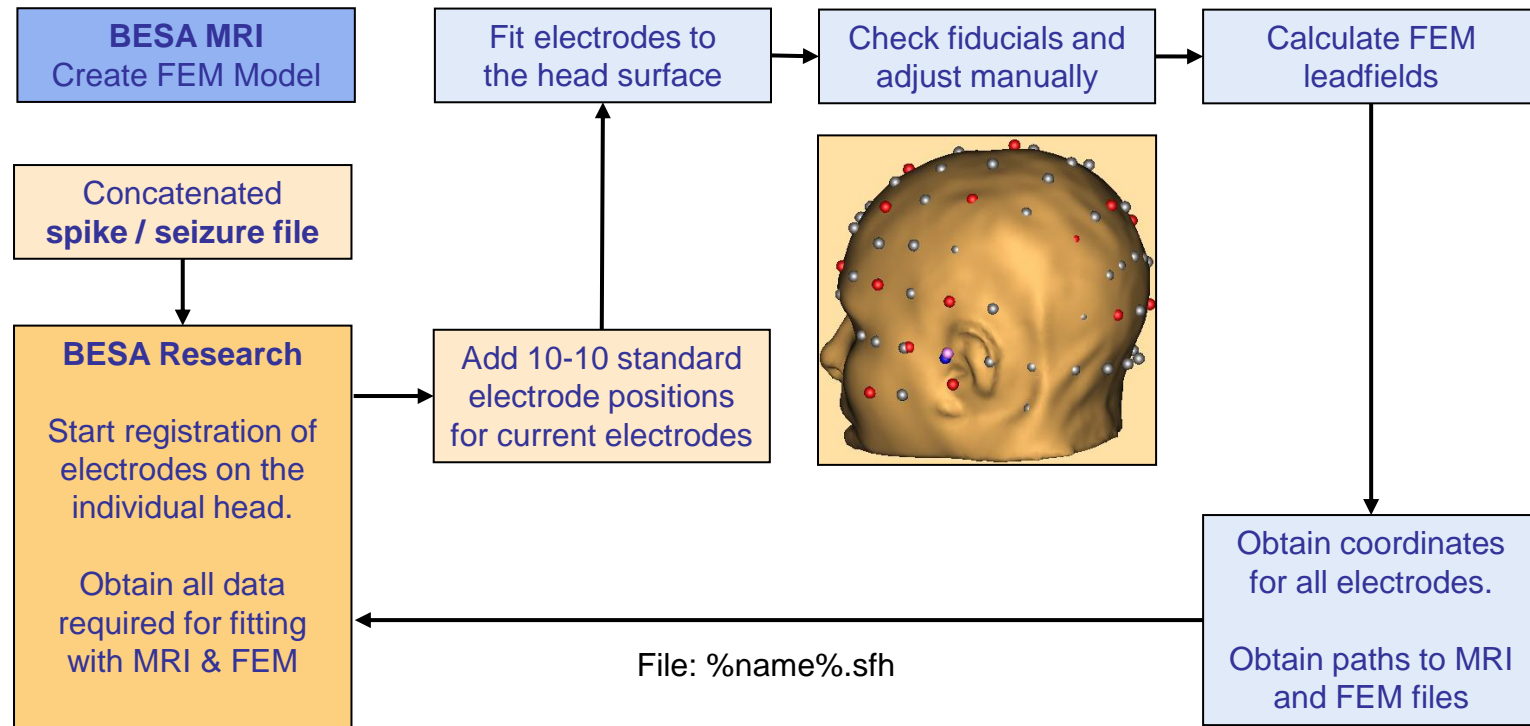 BESA MRI
Create FEM Model
Fit electrodes to
the head surface
Check fiducials and
adjust manually
Calculate FEM
leadfields
Concatenated
spike / seizure file
BESA Research
Start registration of
electrodes on the
individual head.
Obtain all data
required for fitting
with MRI & FEM
Add 10-10 standard
electrode positions
for current electrodes
Obtain coordinates
for all electrodes.
Obtain paths to MRI
and FEM files
File: %name%.sfh